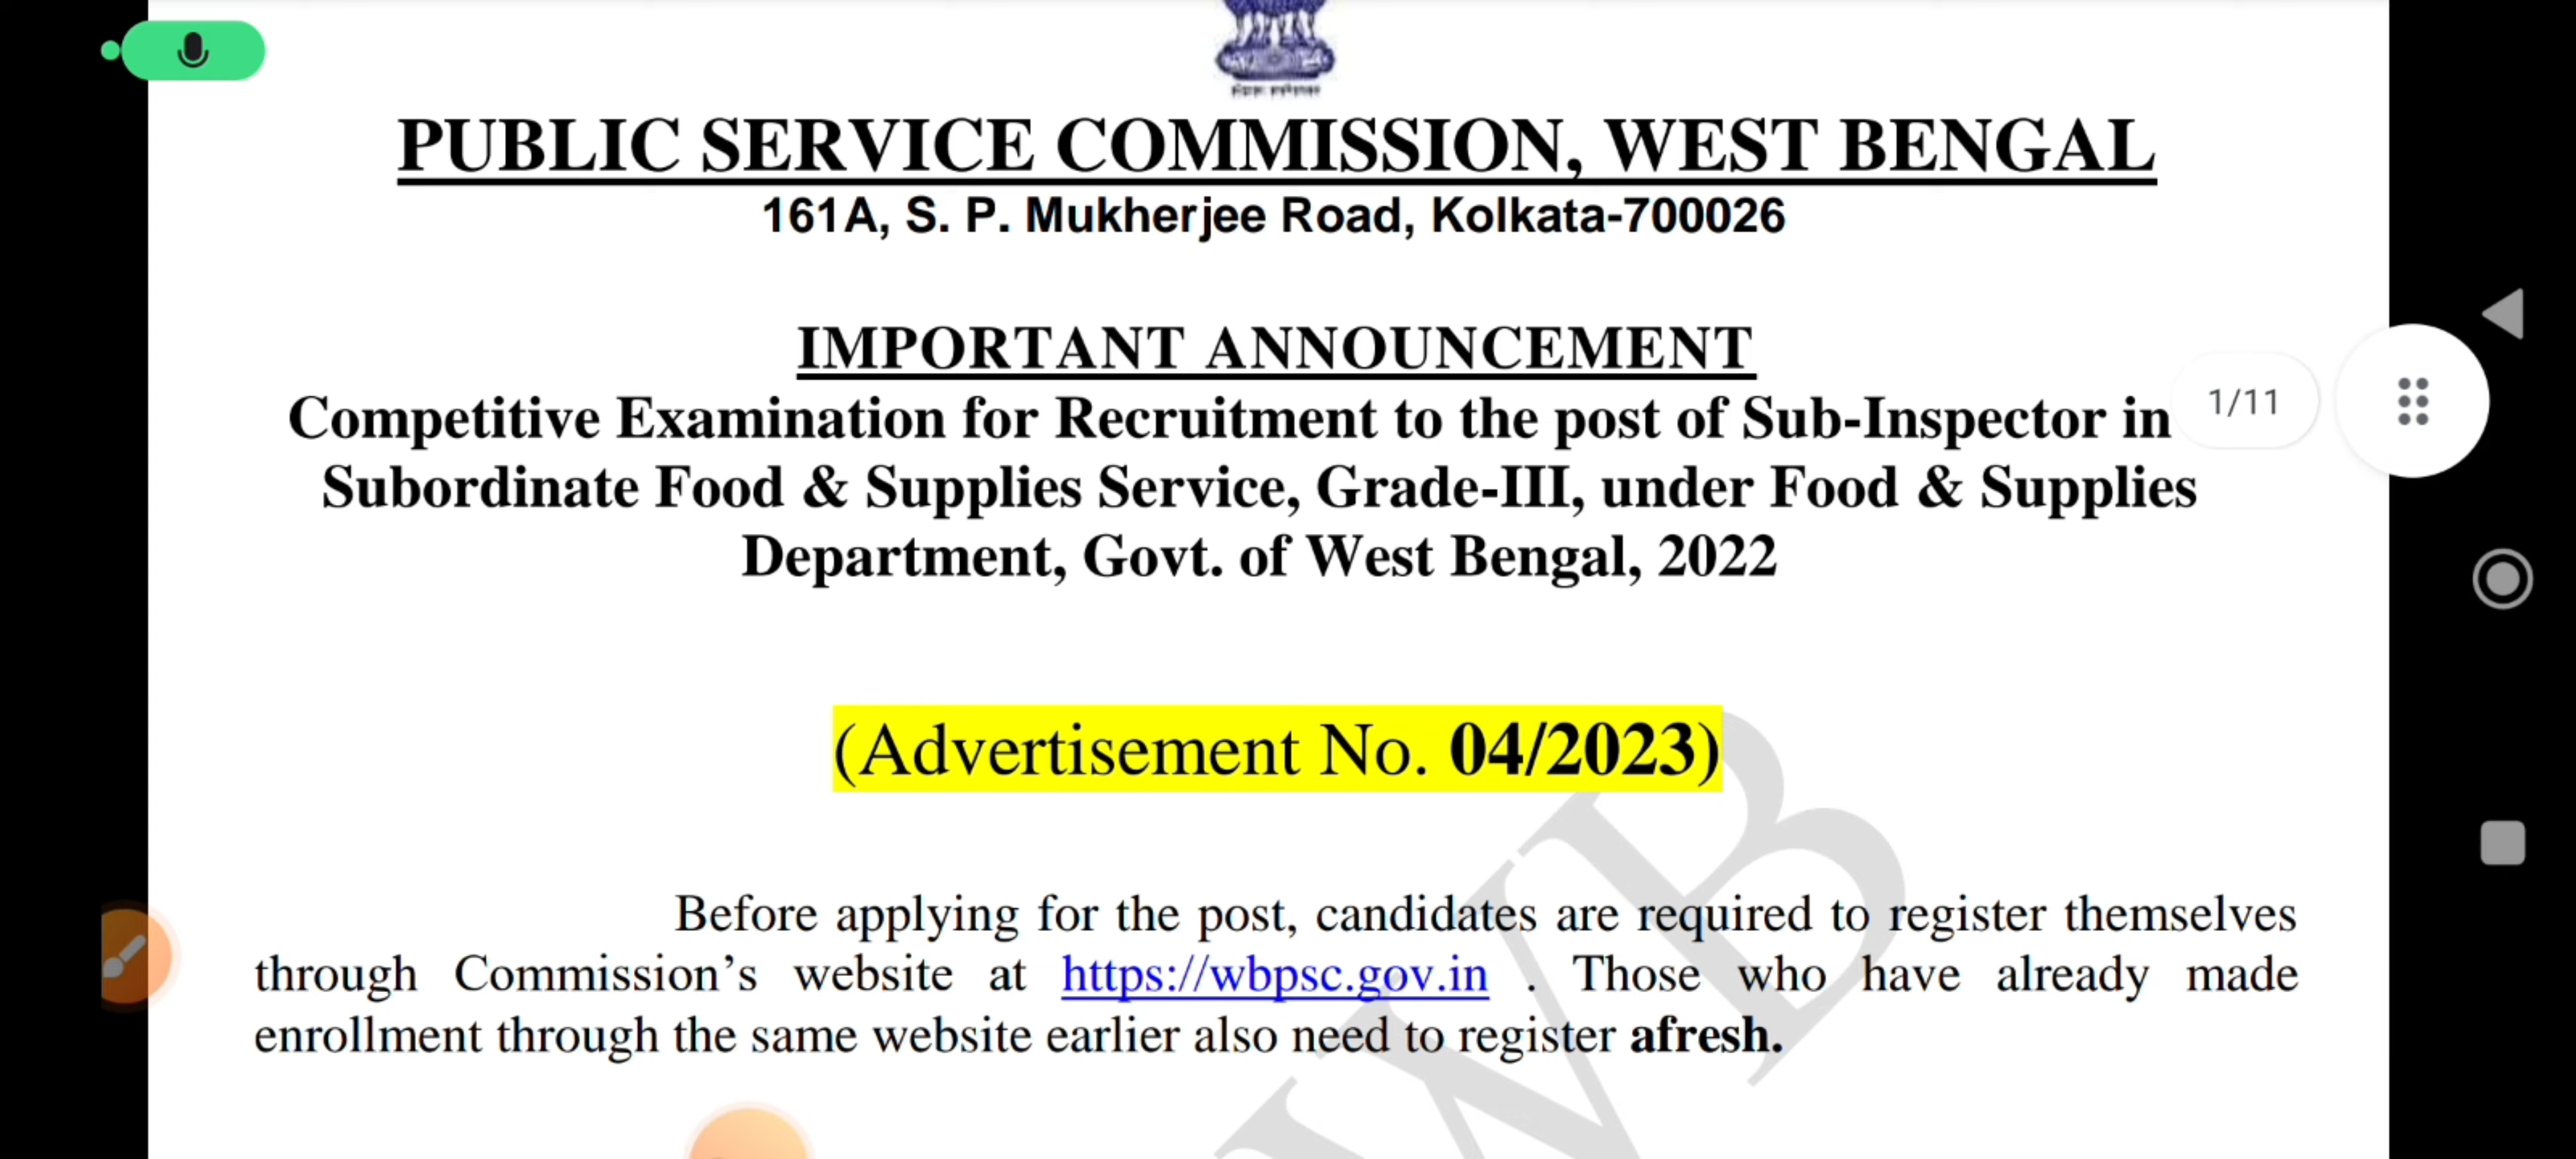 PUBLIC SERVICE COMMISSION, WEST BENGAL
161A, S. P. Mukherjee Road, Kolkata-700026
IMPORTANT ANNOUNCEMENT
Competitive Examination for Recruitment to the post of Sub-Inspector in
1/11
Subordinate Food & Supplies Service, Grade-III, under Food & Supplies
Department, Govt. of West Bengal, 2022
(Advertisement No. 04/2023)
Before applying for the post, candidates are required to register themselves
through Commission’s website at https://wbpsc.gov.in . Those who have already made
enrollment through the same website earlier also need to register afresh.
WB